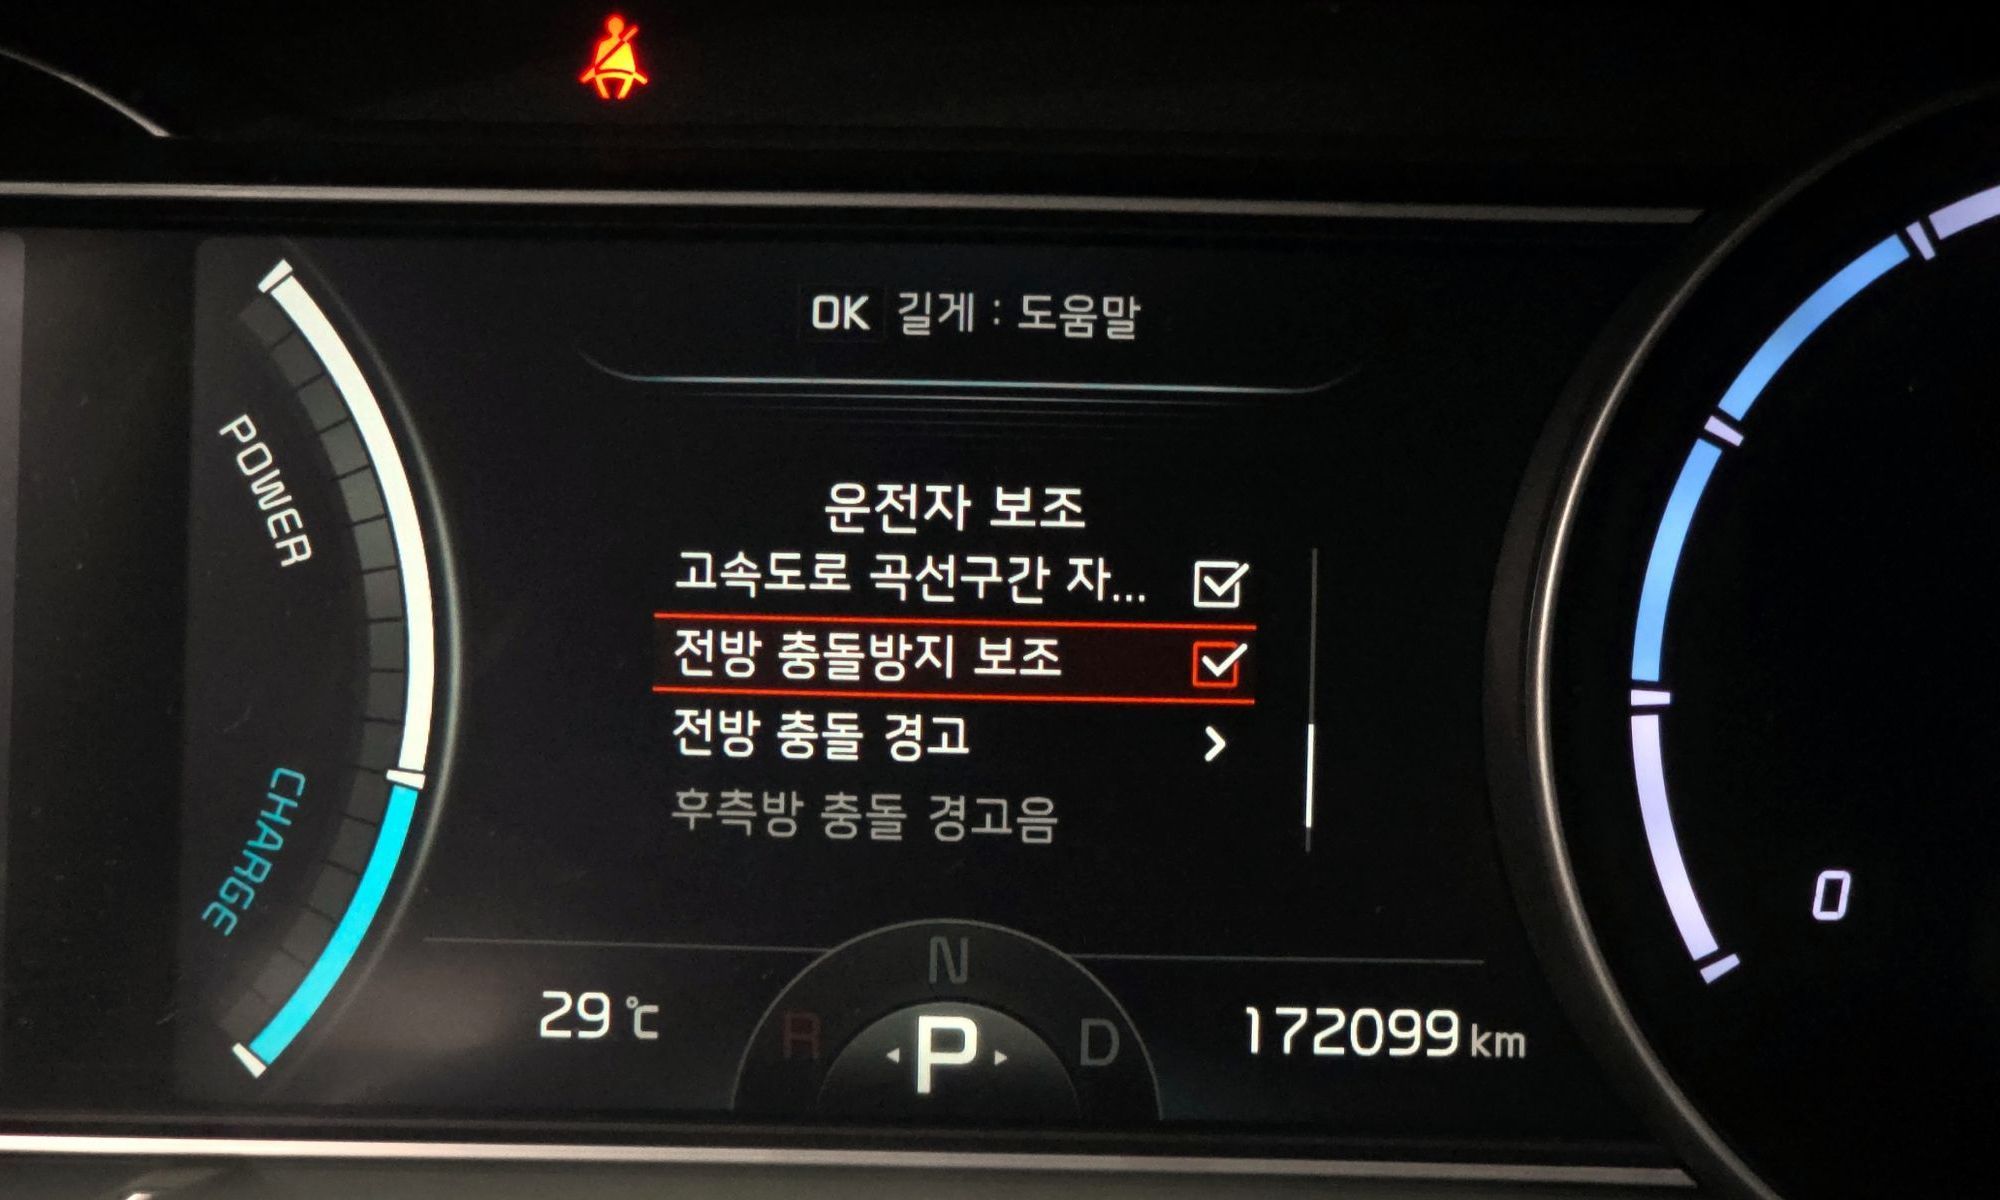 OK 길게 : 도움말
운전자 보조
고속도로 곡선구간 자...
전방 충돌방지 보조
전방 충돌 경고
후측방 충돌 경고음
POWER
CHARGE
29 ℃
R
N
P
D
172099 km
0